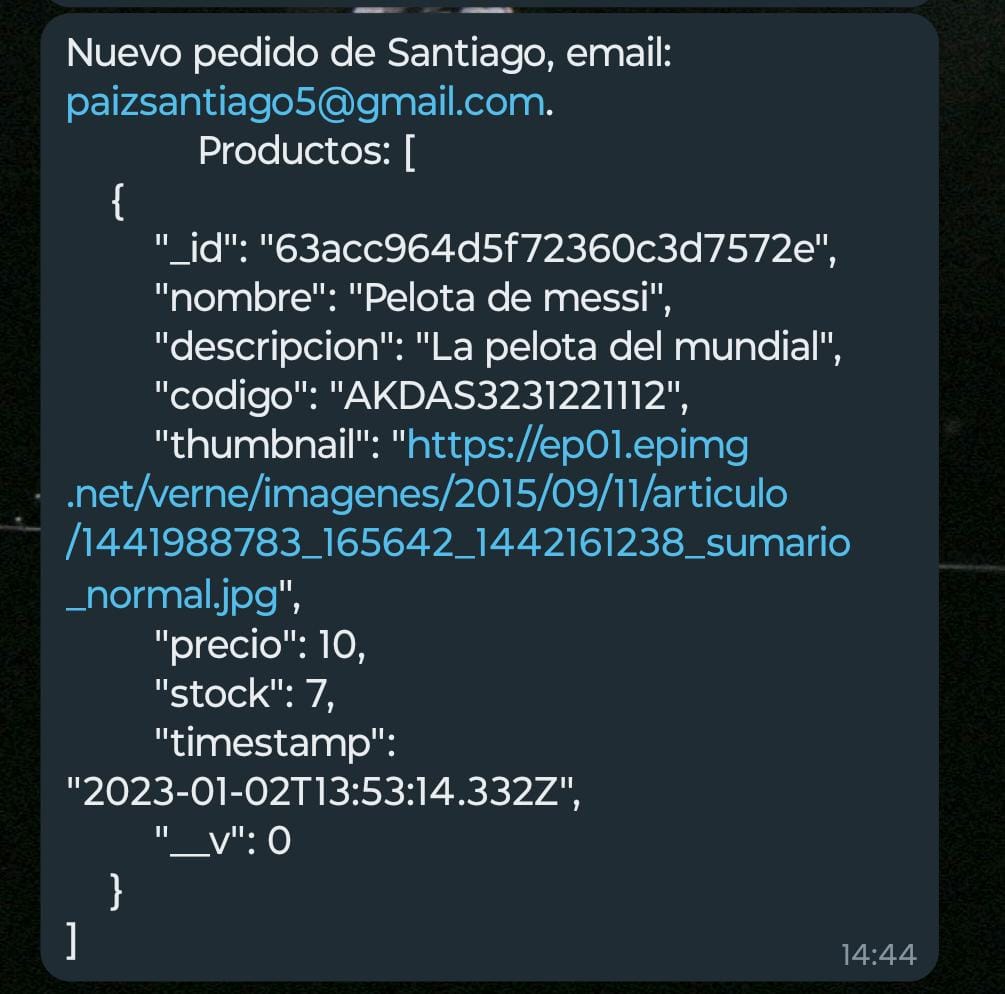 Nuevo pedido de Santiago, email:
paizsantiago5@gmail.com.
Productos: [
{
"_id": "63acc964d5f72360c3d7572e",
"nombre": "Pelota de messi",
"descripcion": "La pelota del mundial",
"codigo": "AKDAS3231221112",
"thumbnail": "https://ep01.epimg
.net/verne/imagenes/2015/09/11/articulo
/1441988783_165642_1442161238_sumario
_normal.jpg",
"precio": 10,
"stock": 7,
"timestamp":
"2023-01-02T13:53:14.332Z",
"__v": 0
}
]
14:44